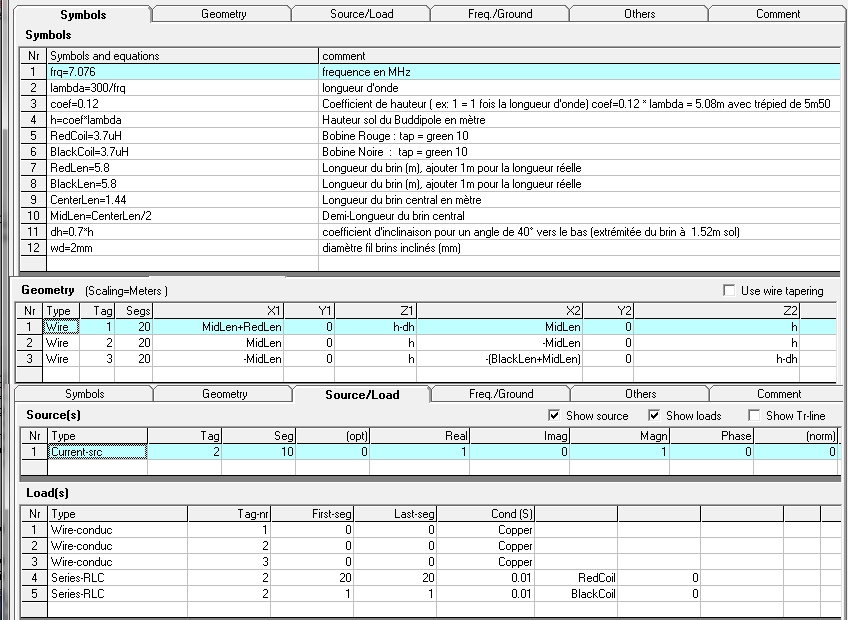 Symbols Geometry Source/Load Freq./Ground Others Comment
Symbols
Nr Symbols and equations comment
1 frq=7.076 frequence en MHz
2 lambda=300/frq longueur d'onde
3 coef=0.12 Coefficient de hauteur ( ex: 1 = 1 fois la longueur d'onde) coef=0.12 * lambda = 5.08m avec trépied de 5m50
4 h=coef*lambda Hauteur sol du Buddipole en mètre
5 RedCoil=3.7uH Bobine Rouge : tap = green 10
6 BlackCoil=3.7uH Bobine Noire : tap = green 10
7 RedLen=5.8 Longueur du brin (m), ajouter 1m pour la longueur réelle
8 BlackLen=5.8 Longueur du brin (m), ajouter 1m pour la longueur réelle
9 CenterLen=1.44 Longueur du brin central en mètre
10 MidLen=CenterLen/2 Demi-Longueur du brin central
11 dh=0.7*h coefficient d'inclinaison pour un angle de 40° vers le bas (extrémitée du brin à 1.52m sol)
12 wd=2mm diamètre fil brins inclinés (mm)
Geometry (Scaling=Meters ) Use wire tapering
Nr Type Tag Segs X1 Y1 Z1 X2 Y2 Z2
1 Wire 1 20 MidLen+RedLen 0 h-dh MidLen 0 h
2 Wire 2 20 MidLen 0 h -MidLen 0 h
3 Wire 3 20 -MidLen 0 h -(BlackLen+MidLen) 0 h-dh
Symbols Geometry Source/Load Freq./Ground Others Comment
Source(s) Show source Show loads Show Tr-line
Nr Type Tag Seg (opt) Real Imag Magn Phase (norm)
1 Current-src 2 10 0 1 0 1 0 0
Load(s)
Nr Type Tag-nr First-seg Last-seg Cond (S)
1 Wire-conduc 1 0 0 Copper
2 Wire-conduc 2 0 0 Copper
3 Wire-conduc 3 0 0 Copper
4 Series-RLC 2 20 20 0.01 RedCoil 0
5 Series-RLC 2 1 1 0.01 BlackCoil 0